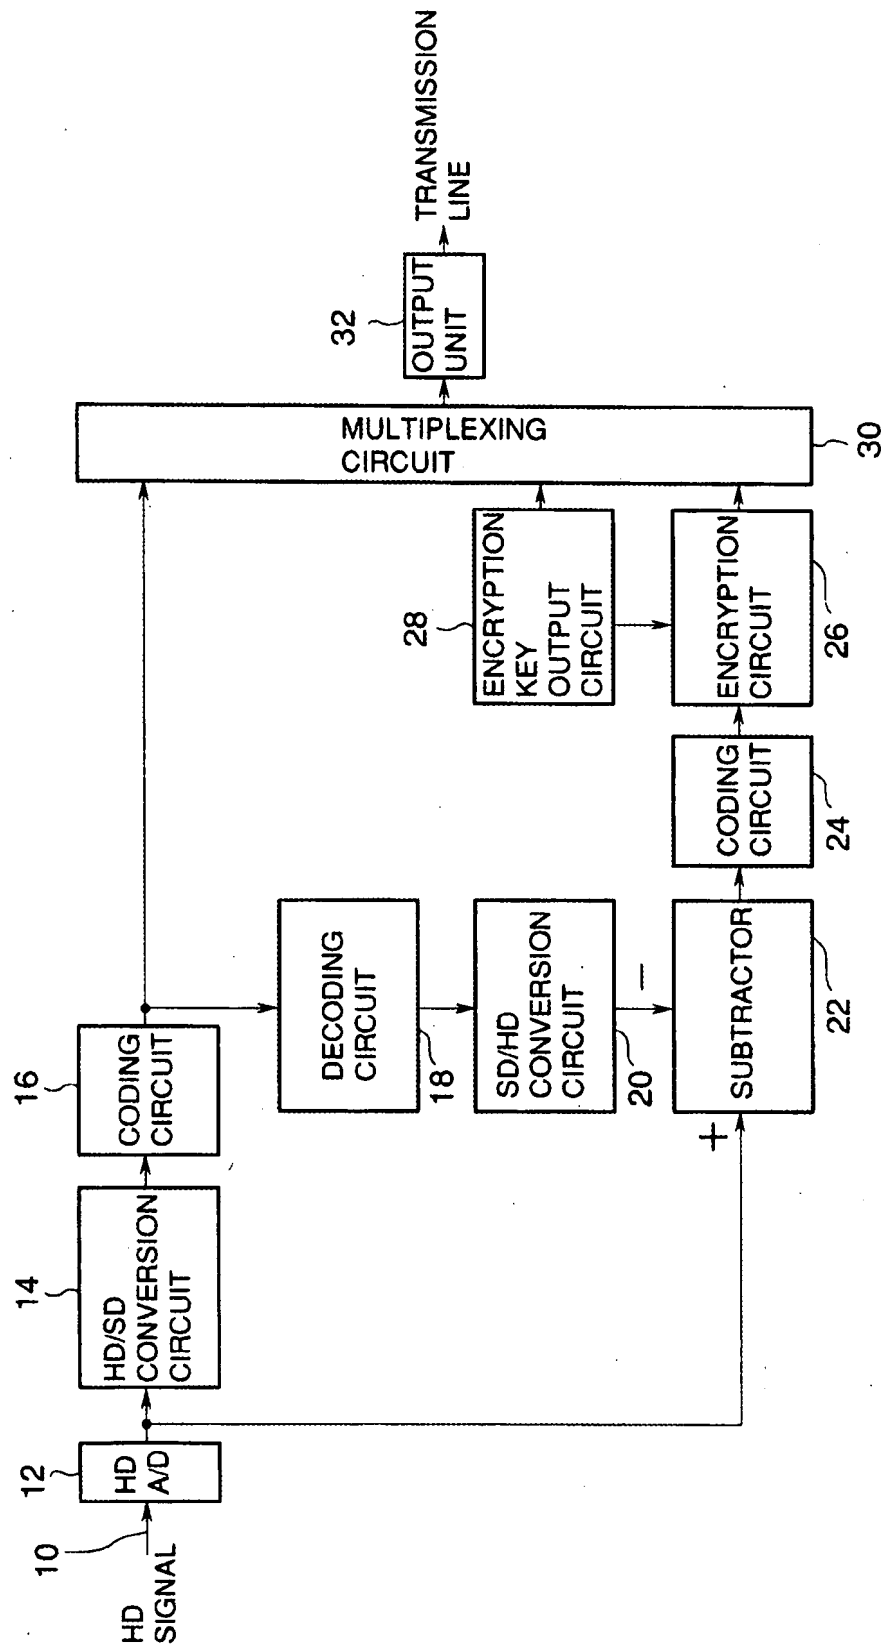 HD
SIGNAL
10
12
HD
A/D
14
HD/SD
CONVERSION
CIRCUIT
16
CODING
CIRCUIT
DECODING
CIRCUIT
18
SD/HD
CONVERSION
CIRCUIT
20
−
+
SUBTRACTOR
22
CODING
CIRCUIT
24
28
ENCRYPTION
KEY
OUTPUT
CIRCUIT
ENCRYPTION
CIRCUIT
26
MULTIPLEXING
CIRCUIT
30
32
OUTPUT
UNIT
TRANSMISSION
LINE